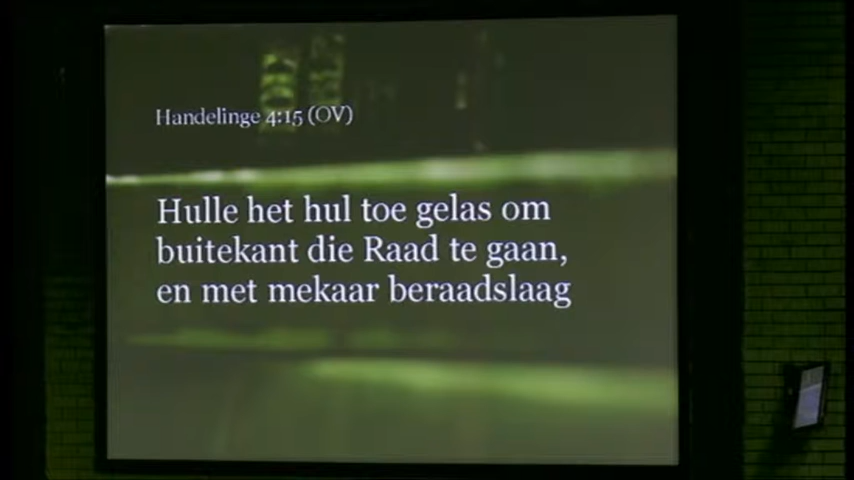 Handelinge 4:15 (OV)
Hulle het hul toe gelas om
buitekant die Raad te gaan,
en met mekaar beraadslaag